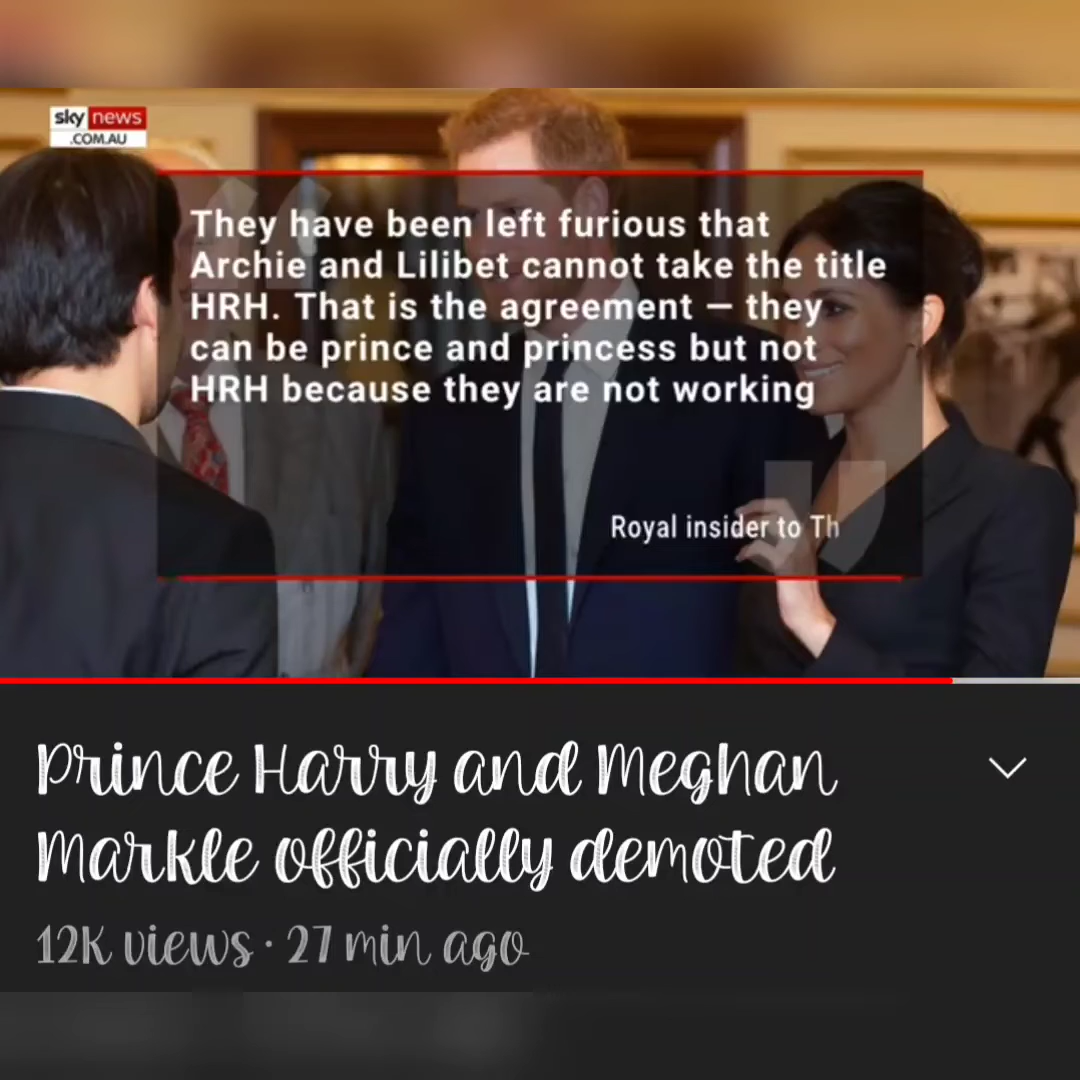 sky news
.COM.AU
They have been left furious that
Archie and Lilibet cannot take the title
HRH. That is the agreement — they
can be prince and princess but not
HRH because they are not working
Royal insider to Th
Prince Harry and Meghan
Markle officially demoted
12K views · 27 min ago